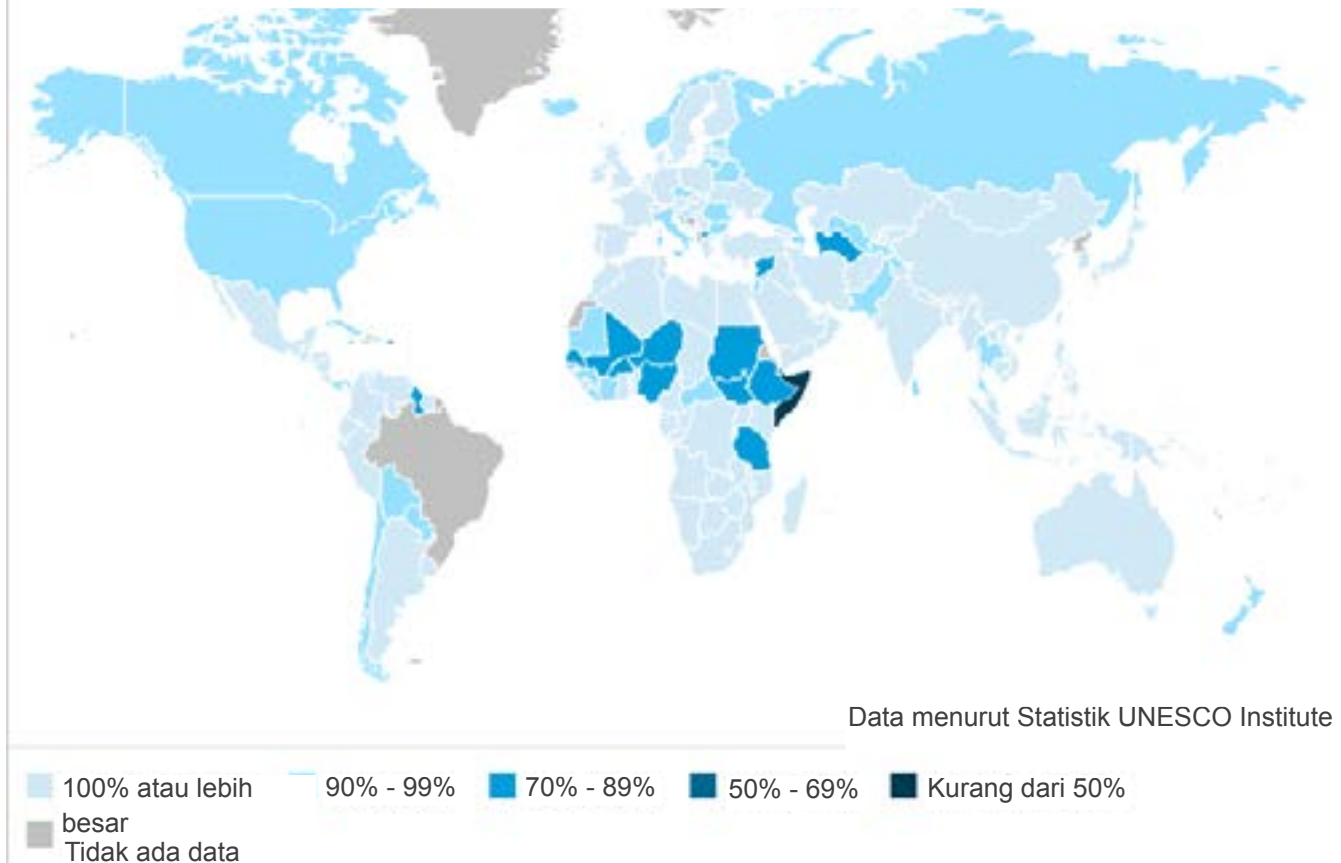 Data menurut Statistik UNESCO Institute
100% atau lebih
besar
90% - 99%
70% - 89%
50% - 69%
Kurang dari 50%
Tidak ada data